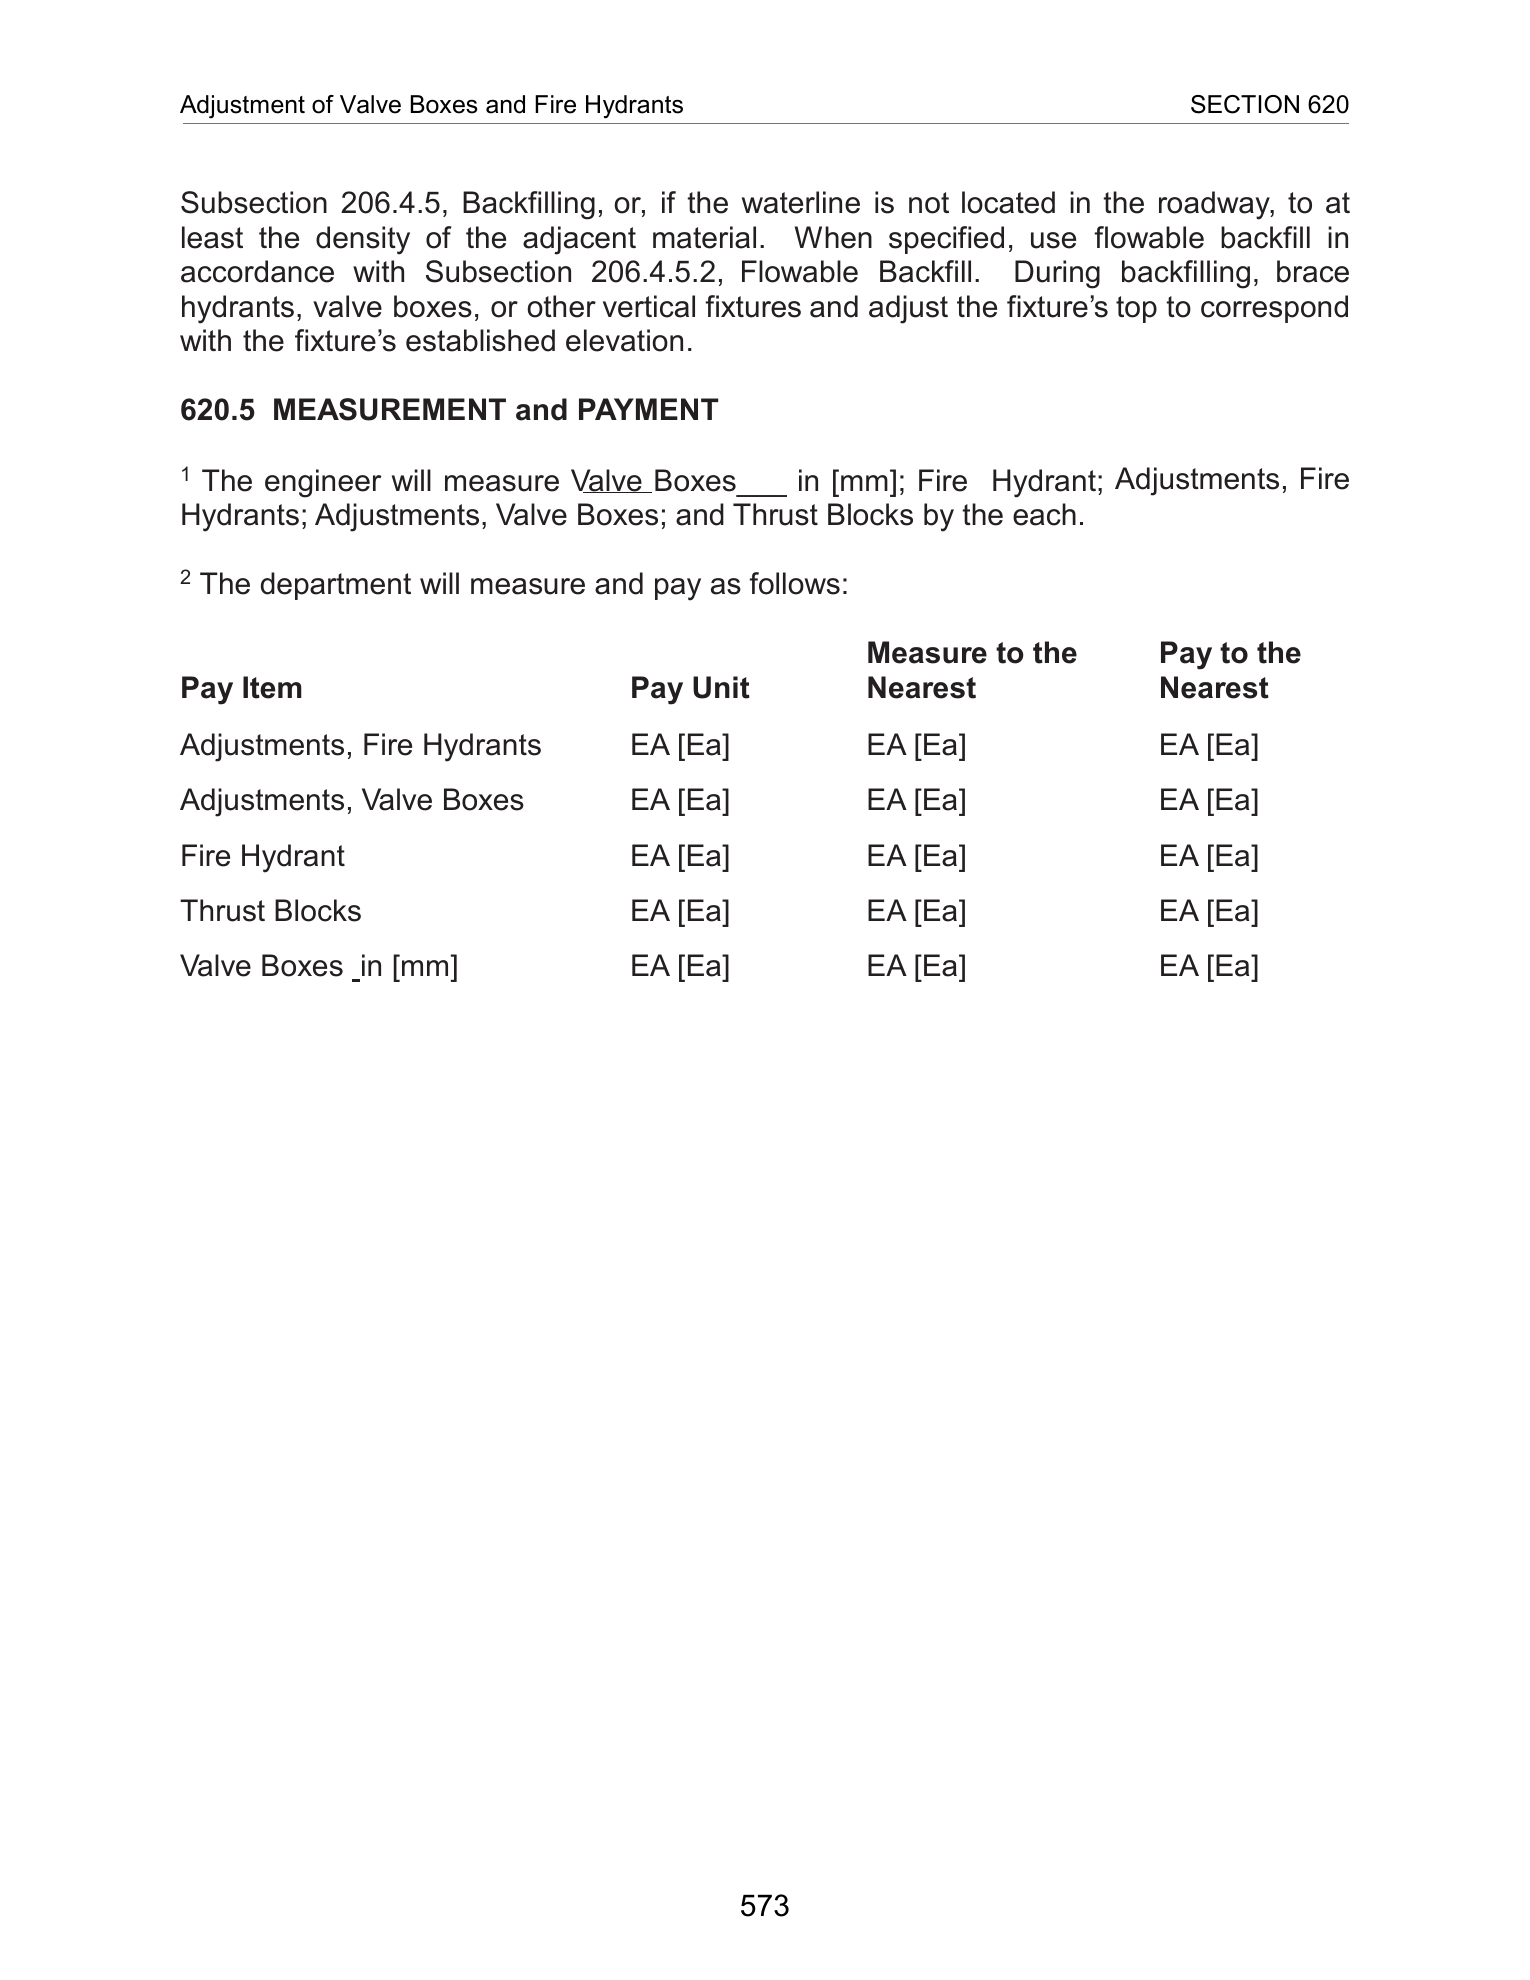 Adjustment of Valve Boxes and Fire Hydrants SECTION 620
Subsection 206.4.5, Backfilling, or, if the waterline is not located in the roadway, to at
least the density of the adjacent material. When specified, use flowable backfill in
accordance with Subsection 206.4.5.2, Flowable Backfill. During backfilling, brace
hydrants, valve boxes, or other vertical fixtures and adjust the fixture’s top to correspond
with the fixture’s established elevation.
620.5 MEASUREMENT and PAYMENT
1 The engineer will measure Valve Boxes___ in [mm]; Fire Hydrant; Adjustments, Fire
Hydrants; Adjustments, Valve Boxes; and Thrust Blocks by the each.
2 The department will measure and pay as follows:
Measure to the Pay to the
Pay Item Pay Unit Nearest Nearest
Adjustments, Fire Hydrants EA [Ea] EA [Ea] EA [Ea]
Adjustments, Valve Boxes EA [Ea] EA [Ea] EA [Ea]
Fire Hydrant EA [Ea] EA [Ea] EA [Ea]
Thrust Blocks EA [Ea] EA [Ea] EA [Ea]
Valve Boxes _in [mm] EA [Ea] EA [Ea] EA [Ea]
573